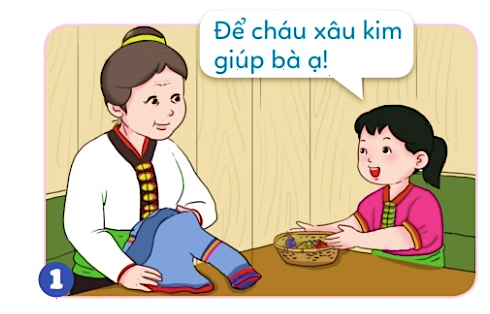 Để cháu xâu kim
giúp bà ạ!
1